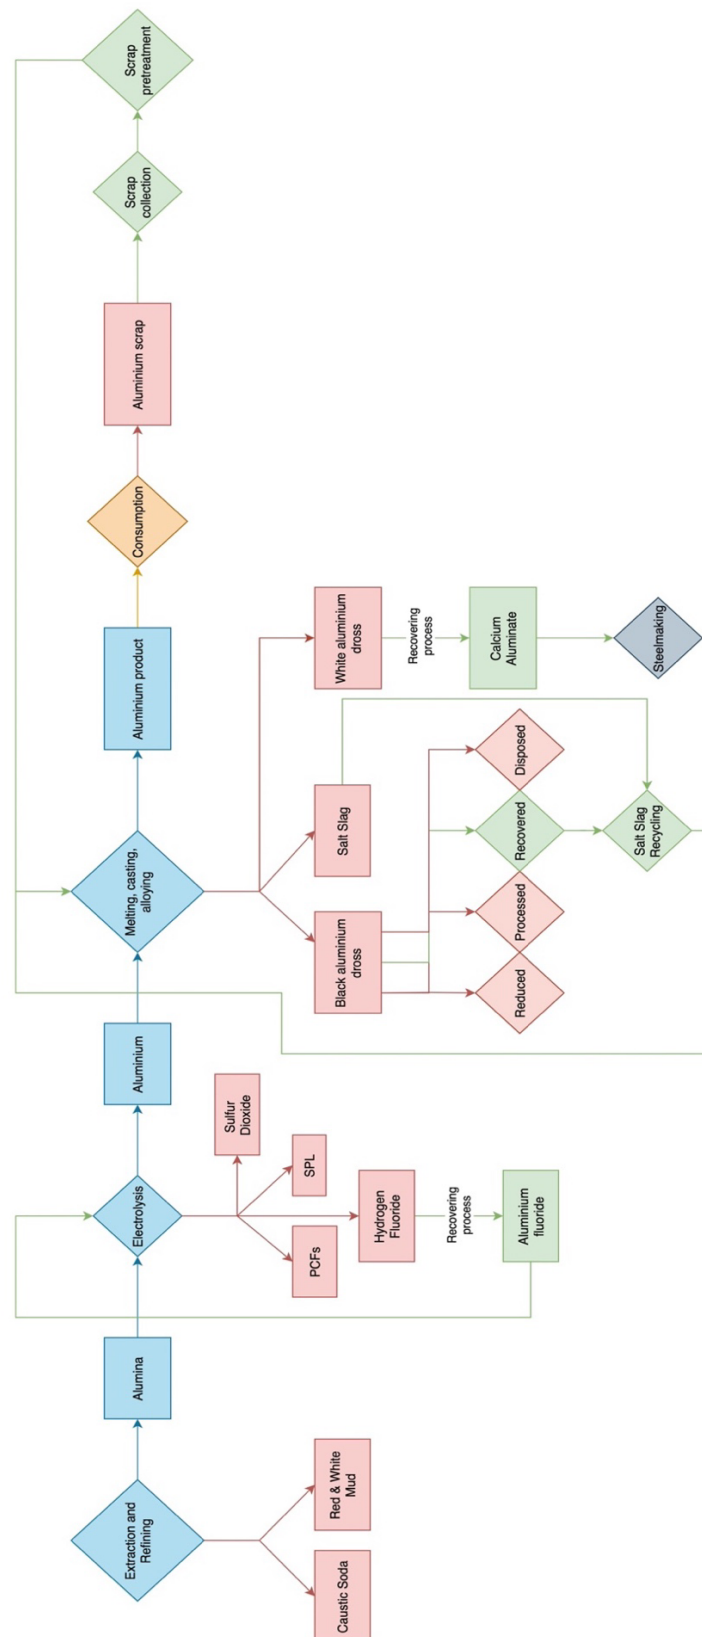 Extraction and
Refining
Alumina
Electrolysis
Aluminium
Melting, casting,
alloying
Aluminium product
Consumption
Aluminium scrap
Scrap
collection
Scrap
pretreatment
Caustic Soda
Red & White
Mud
PCFs
SPL
Sulfur
Dioxide
Hydrogen
Fluoride
Recovering
process
Aluminium
fluoride
Black aluminium
dross
Salt Slag
White aluminium
dross
Recovering
process
Calcium
Aluminate
Steelmaking
Reduced
Processed
Recovered
Disposed
Salt Slag
Recycling